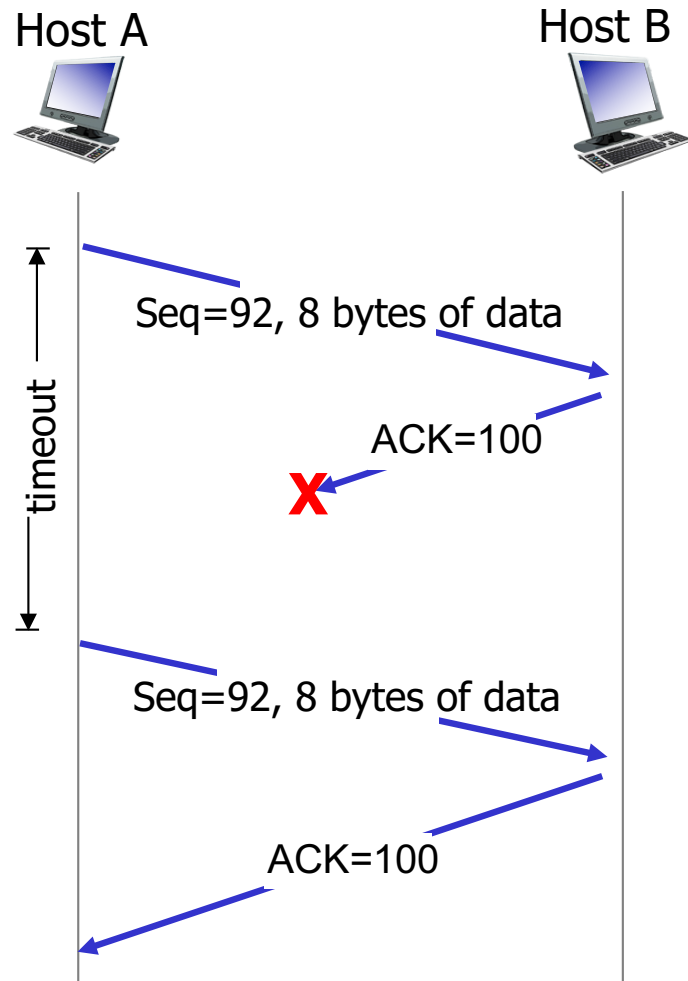 Host A
Host B
Seq=92, 8 bytes of data
ACK=100
X
timeout
Seq=92, 8 bytes of data
ACK=100